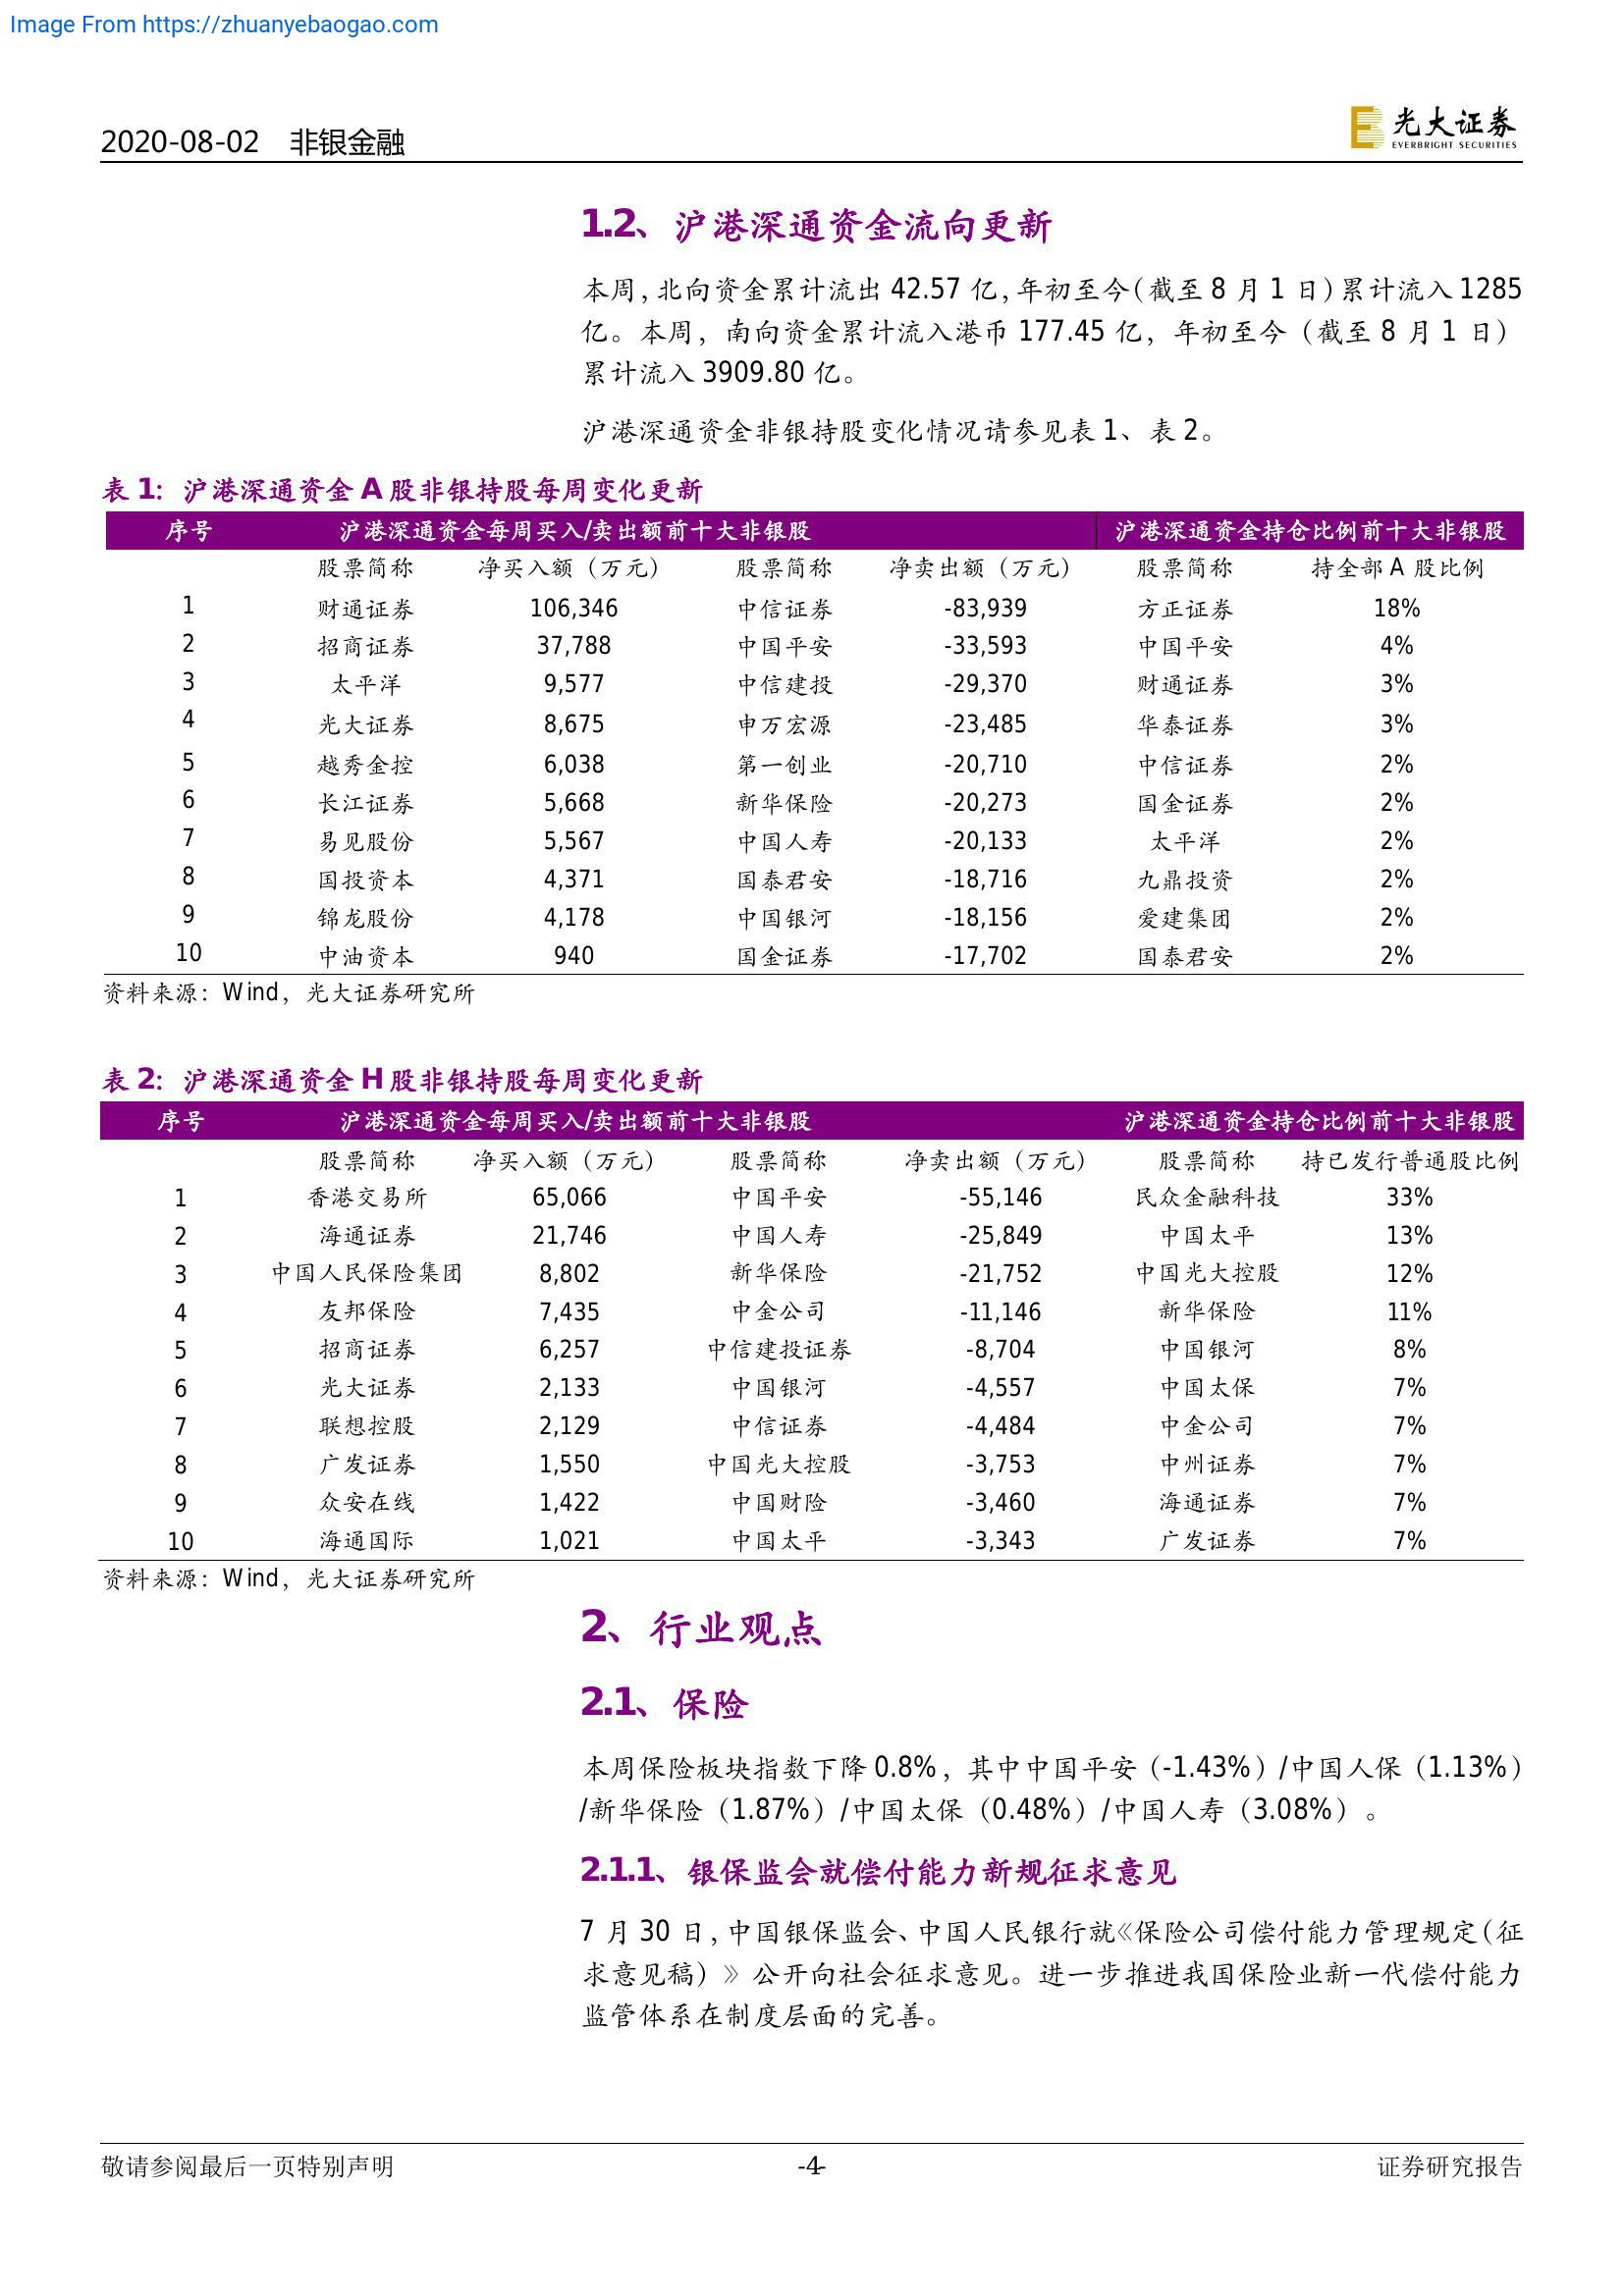 Image From https://zhuanyebaogao.com
2020-08-02 非银金融
光大证券
EVERBRIGHT SECURITIES
1.2、沪港深通资金流向更新
本周，北向资金累计流出 42.57 亿，年初至今（截至 8 月 1 日）累计流入 1285
亿。本周，南向资金累计流入港币 177.45 亿，年初至今（截至 8 月 1 日）
累计流入 3909.80 亿。
沪港深通资金非银持股变化情况请参见表 1、表 2。
表 1：沪港深通资金 A 股非银持股每周变化更新
序号 沪港深通资金每周买入/卖出额前十大非银股 沪港深通资金持仓比例前十大非银股
股票简称 净买入额（万元） 股票简称 净卖出额（万元） 股票简称 持全部 A 股比例
1 财通证券 106,346 中信证券 -83,939 方正证券 18%
2 招商证券 37,788 中国平安 -33,593 中国平安 4%
3 太平洋 9,577 中信建投 -29,370 财通证券 3%
4 光大证券 8,675 申万宏源 -23,485 华泰证券 3%
5 越秀金控 6,038 第一创业 -20,710 中信证券 2%
6 长江证券 5,668 新华保险 -20,273 国金证券 2%
7 易见股份 5,567 中国人寿 -20,133 太平洋 2%
8 国投资本 4,371 国泰君安 -18,716 九鼎投资 2%
9 锦龙股份 4,178 中国银河 -18,156 爱建集团 2%
10 中油资本 940 国金证券 -17,702 国泰君安 2%
资料来源：Wind，光大证券研究所
表 2：沪港深通资金 H 股非银持股每周变化更新
序号 沪港深通资金每周买入/卖出额前十大非银股 沪港深通资金持仓比例前十大非银股
股票简称 净买入额（万元） 股票简称 净卖出额（万元） 股票简称 持已发行普通股比例
1 香港交易所 65,066 中国平安 -55,146 民众金融科技 33%
2 海通证券 21,746 中国人寿 -25,849 中国太平 13%
3 中国人民保险集团 8,802 新华保险 -21,752 中国光大控股 12%
4 友邦保险 7,435 中金公司 -11,146 新华保险 11%
5 招商证券 6,257 中信建投证券 -8,704 中国银河 8%
6 光大证券 2,133 中国银河 -4,557 中国太保 7%
7 联想控股 2,129 中信证券 -4,484 中金公司 7%
8 广发证券 1,550 中国光大控股 -3,753 中州证券 7%
9 众安在线 1,422 中国财险 -3,460 海通证券 7%
10 海通国际 1,021 中国太平 -3,343 广发证券 7%
资料来源：Wind，光大证券研究所
2、行业观点
2.1、保险
本周保险板块指数下降 0.8%，其中中国平安（-1.43%）/中国人保（1.13%）
/新华保险（1.87%）/中国太保（0.48%）/中国人寿（3.08%）。
2.1.1、银保监会就偿付能力新规征求意见
7 月 30 日，中国银保监会、中国人民银行就《保险公司偿付能力管理规定（征
求意见稿）》公开向社会征求意见。进一步推进我国保险业新一代偿付能力
监管体系在制度层面的完善。
敬请参阅最后一页特别声明 -4- 证券研究报告